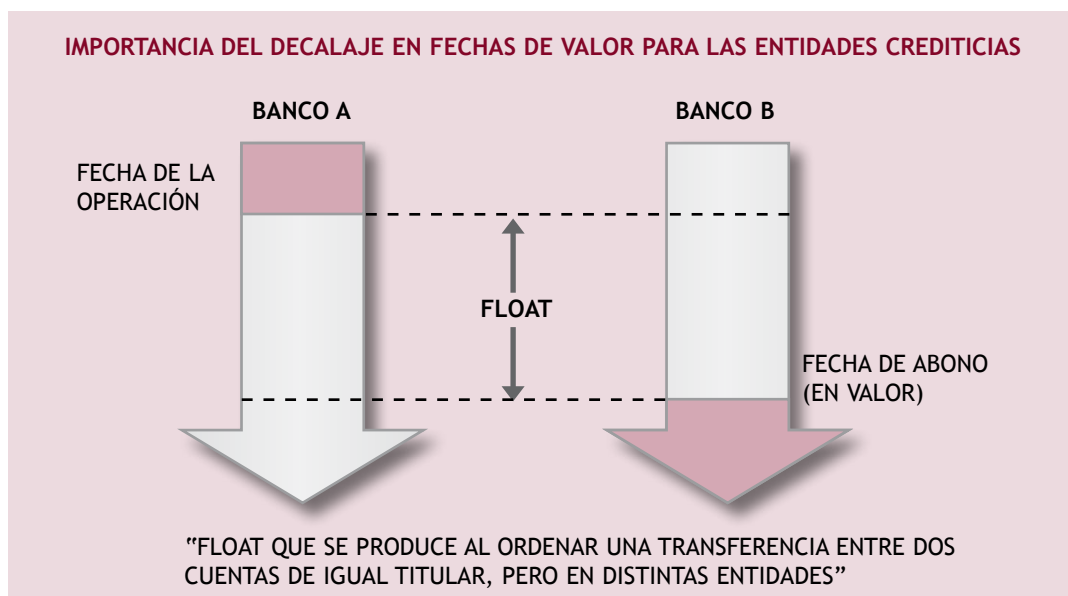 IMPORTANCIA DEL DECALAJE EN FECHAS DE VALOR PARA LAS ENTIDADES CREDITICIAS
BANCO A
BANCO B
FECHA DE LA
OPERACIÓN
FLOAT
FECHA DE ABONO
(EN VALOR)
“FLOAT QUE SE PRODUCE AL ORDENAR UNA TRANSFERENCIA ENTRE DOS
CUENTAS DE IGUAL TITULAR, PERO EN DISTINTAS ENTIDADES”